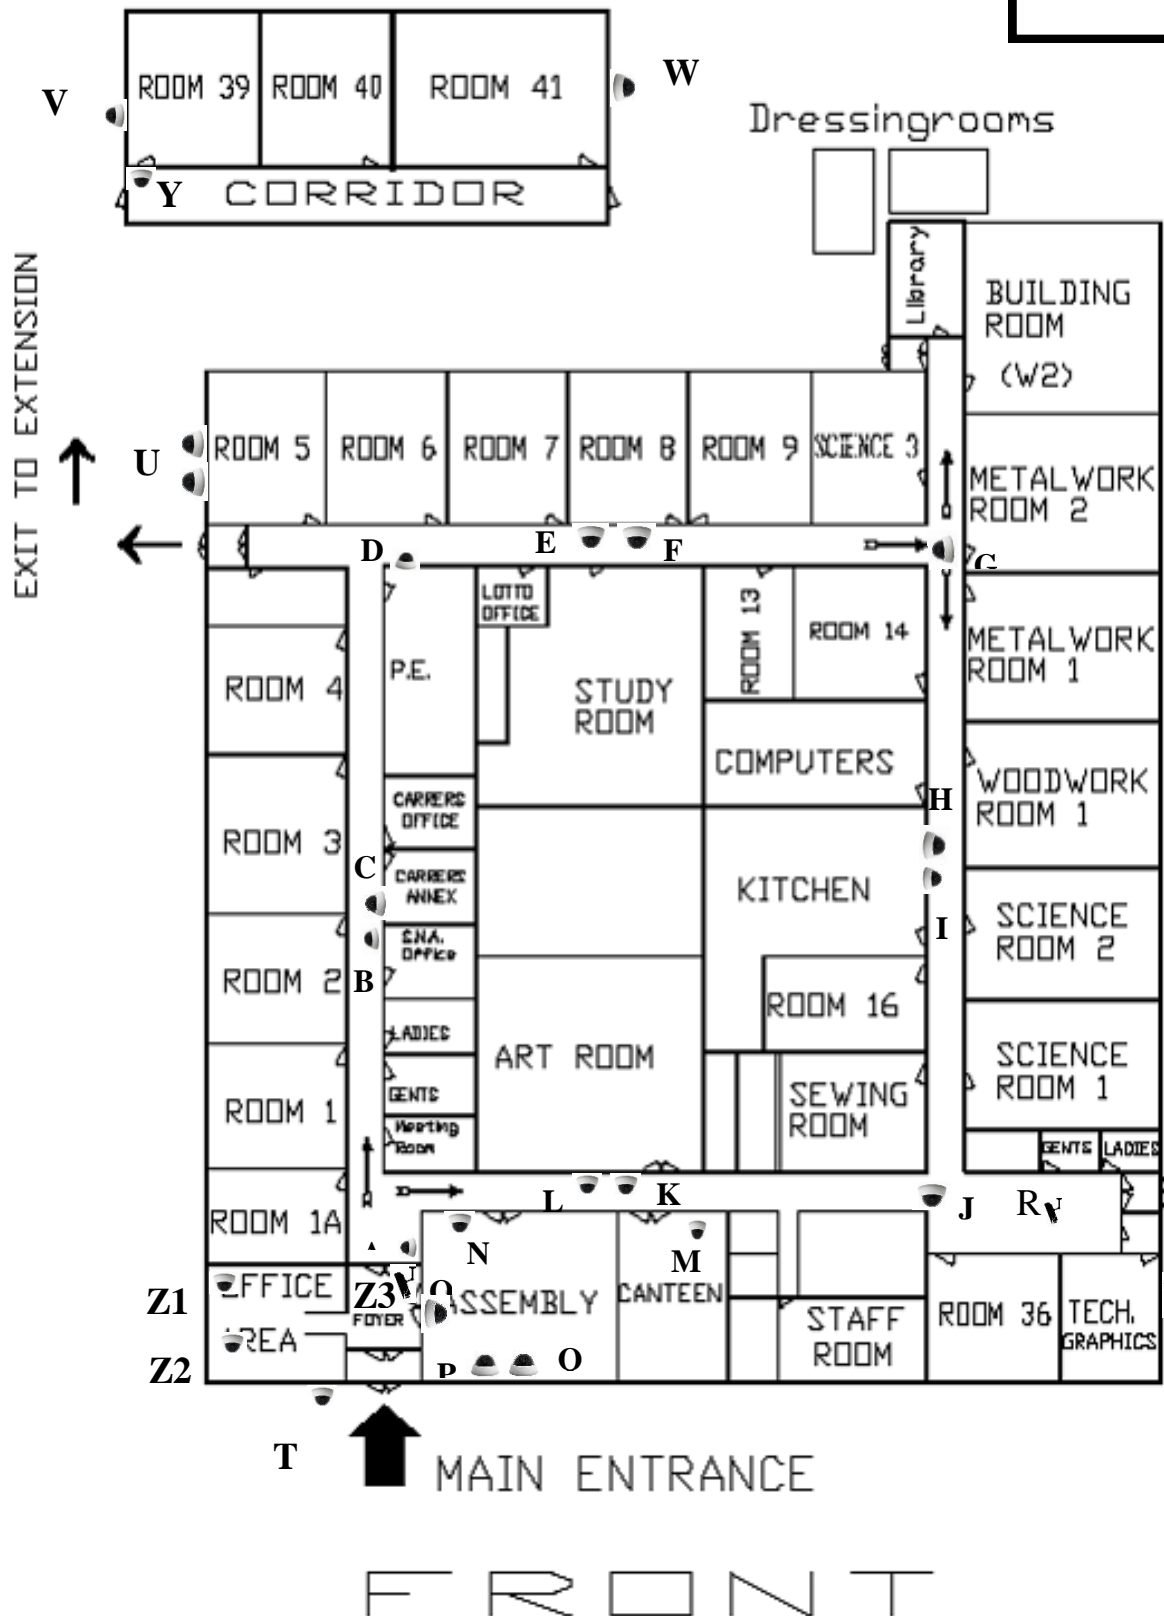 W
V
ROOM 39
ROOM 40
ROOM 41
Dressingrooms
Y
CORRIDOR
Library
BUILDING
ROOM
(W2)
EXIT TO EXTENSION
U
ROOM 5
ROOM 6
ROOM 7
ROOM 8
ROOM 9
SCIENCE 3
METALWORK
ROOM 2
D
E
F
G
LOTTO
OFFICE
ROOM 13
ROOM 14
METALWORK
ROOM 1
P.E.
ROOM 4
STUDY
ROOM
COMPUTERS
WOODWORK
ROOM 1
H
CARRERS
OFFICE
ROOM 3
C
CARRERS
ANNEX
KITCHEN
SCIENCE
ROOM 2
I
S.N.A.
Office
B
ROOM 2
ROOM 16
LADIES
ART ROOM
SCIENCE
ROOM 1
GENTS
ROOM 1
SEWING
ROOM
Meeting
Room
GENTS
LADIES
L
K
J
R
ROOM 1A
N
M
OFFICE
AREA
Z1
Z3
FOYER
Q
ASSEMBLY
CANTEEN
STAFF
ROOM
ROOM 36
TECH.
GRAPHICS
Z2
P
O
T
MAIN ENTRANCE
FRONT